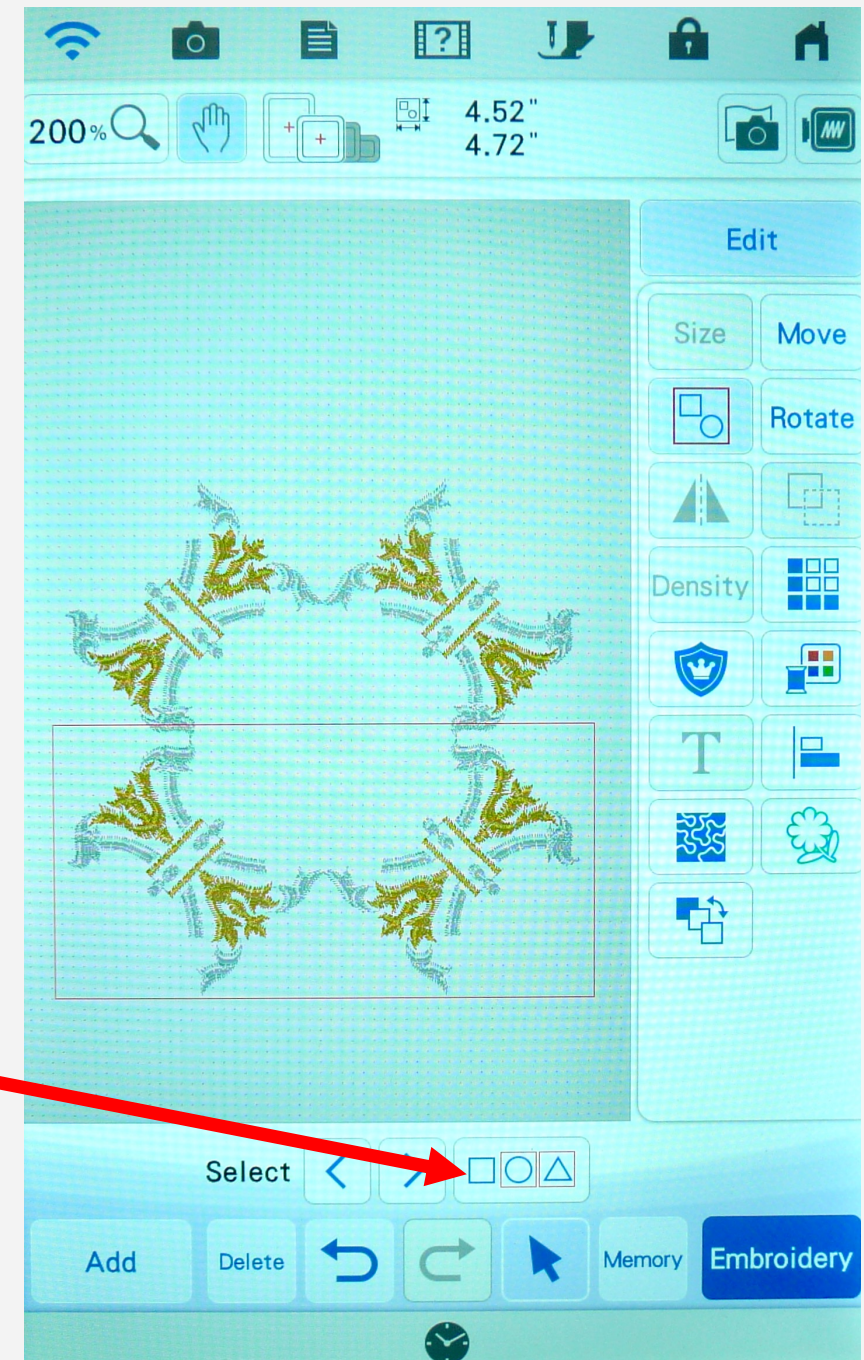 200%
4.52"
4.72"
Edit
Size Move
Rotate
Density
T
Select
Add Delete Memory Embroidery